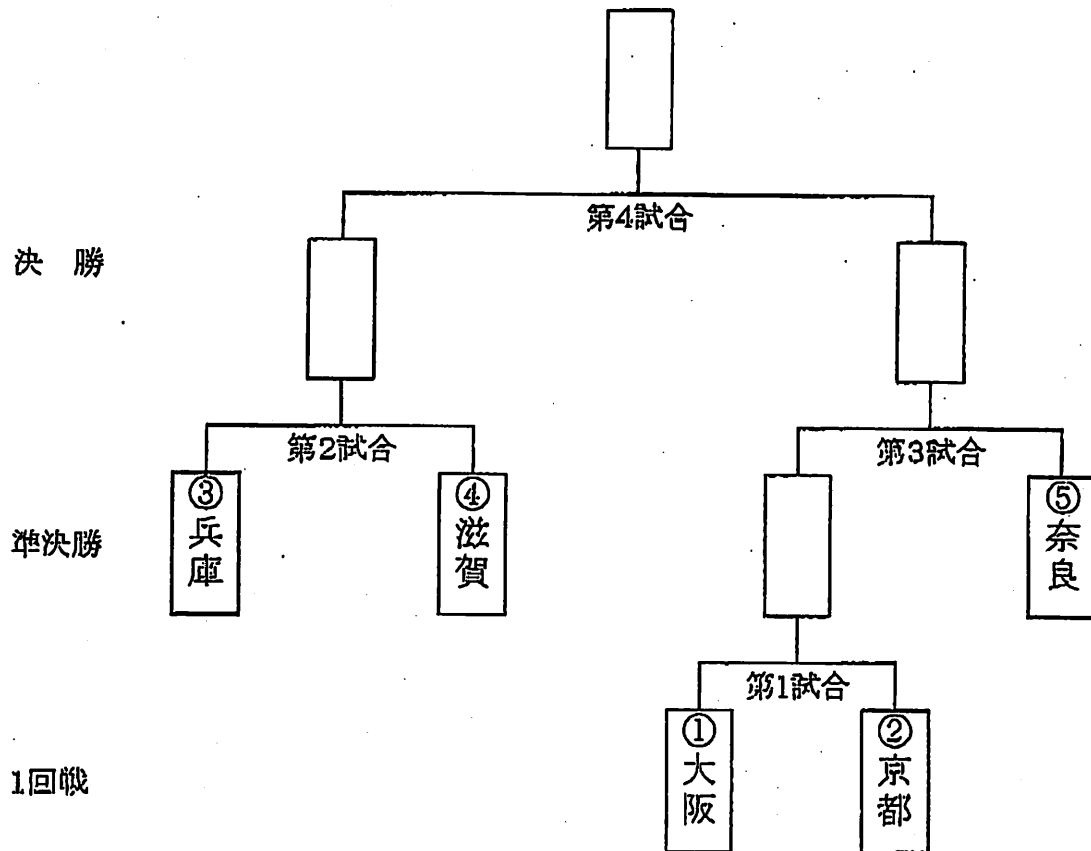 第4試合
決 勝
第2試合
第3試合
③兵庫
④滋賀
⑤奈良
準決勝
第1試合
①大阪
②京都
1回戦